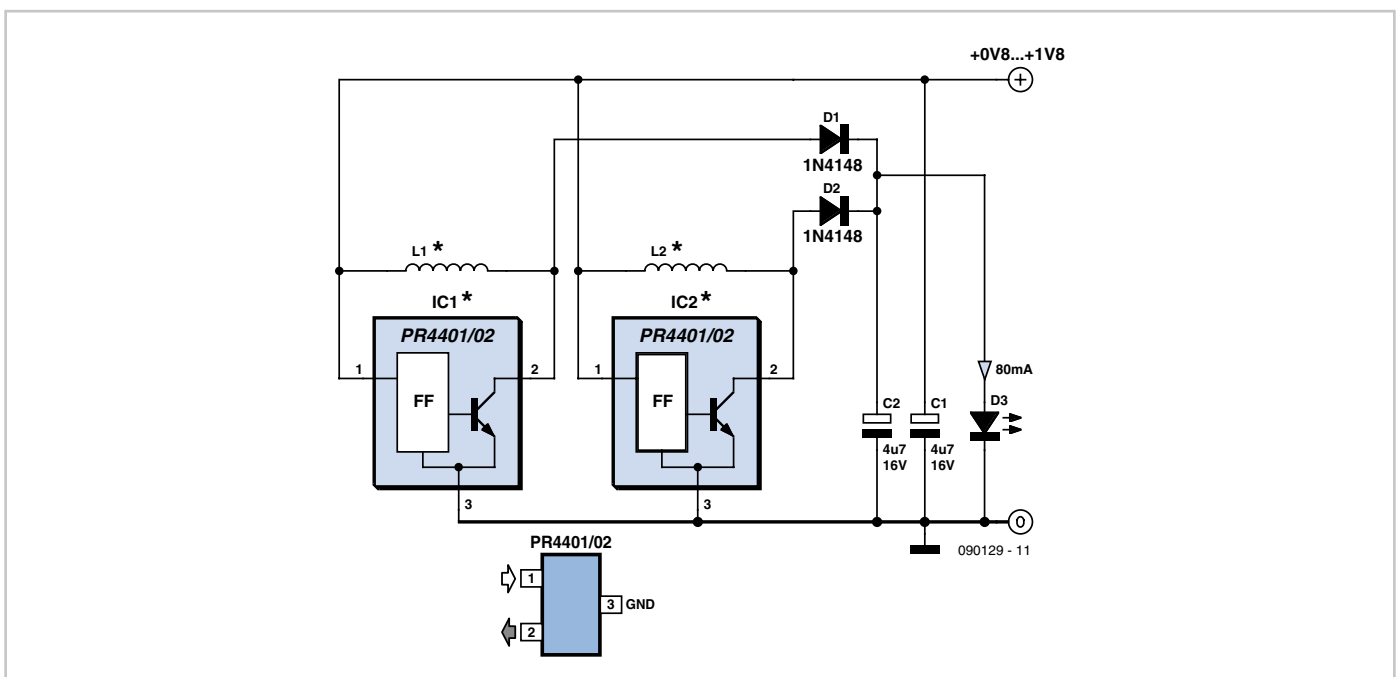 +0V8...+1V8
+
D1
1N4148
D2
1N4148
L1 *
L2 *
IC1 *
IC2 *
PR4401/02
PR4401/02
1
FF
2
1
FF
2
80mA
C2
C1
D3
4u7
16V
4u7
16V
3
3
0
090129 - 11
PR4401/02
1
3 GND
2